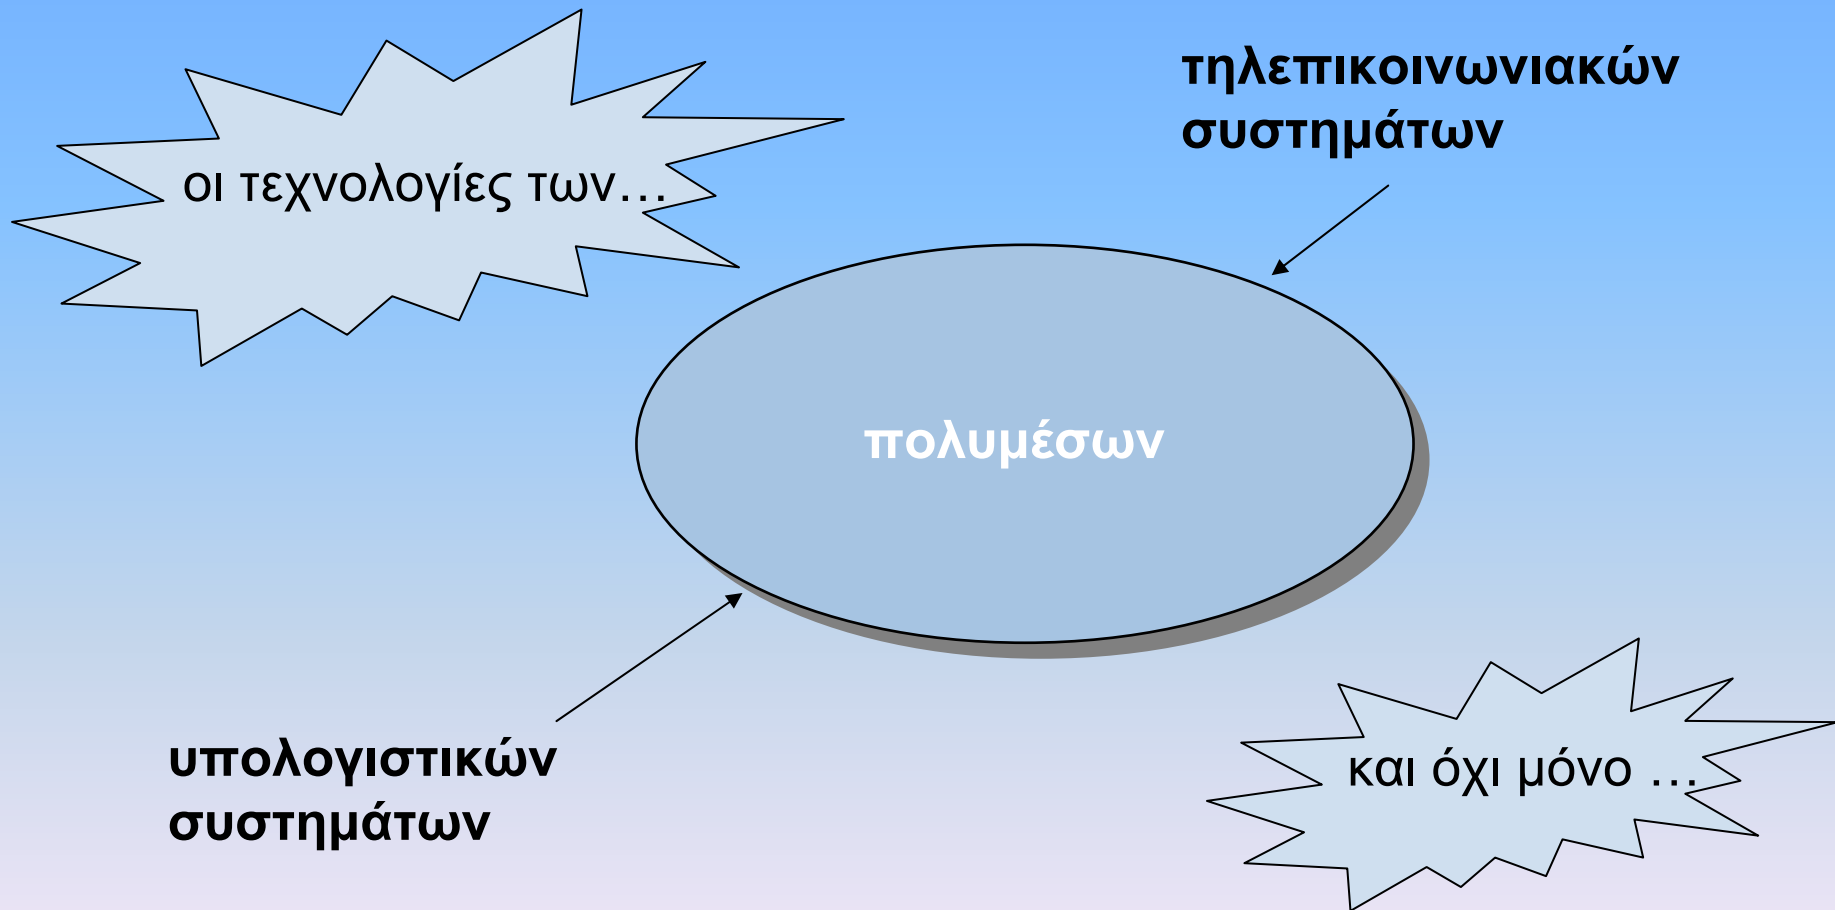 οι τεχνολογίες των…
τηλεπικοινωνιακών
συστημάτων
πολυμέσων
υπολογιστικών
συστημάτων
και όχι μόνο …